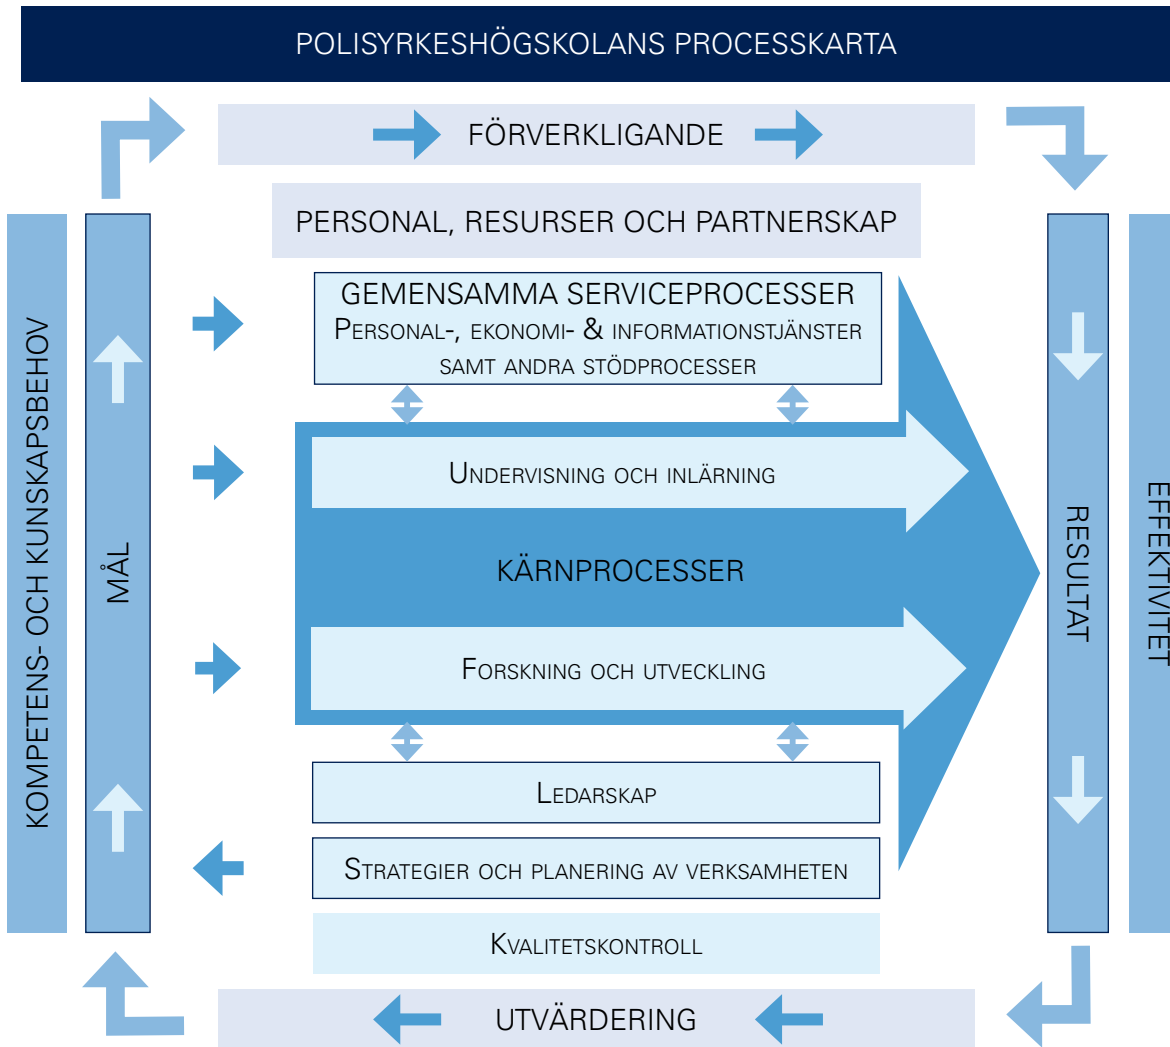 POLISYRKESHÖGSKOLANS PROCESSKARTA
FÖRVERKLIGANDE
PERSONAL, RESURSER OCH PARTNERSKAP
GEMENSAMMA SERVICEPROCESSER
Personal-, ekonomi- & informationstjänster
samt andra stödprocesser
KOMPETENS- OCH KUNSKAPSBEHOV
MÅL
Undervisning och inlärning
KÄRNPROCESSER
Forskning och utveckling
RESULTAT
EFFEKTIVITET
Ledarskap
Strategier och planering av verksamheten
Kvalitetskontroll
UTVÄRDERING